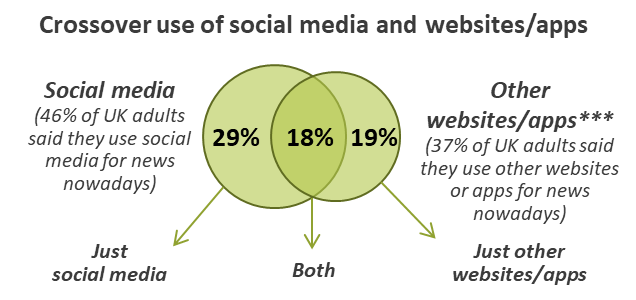 Crossover use of social media and websites/apps
Social media
(46% of UK adults
said they use social
media for news
nowadays)
29%
18%
19%
Other
websites/apps***
(37% of UK adults said
they use other websites
or apps for news
nowadays)
Just
social media
Both
Just other
websites/apps